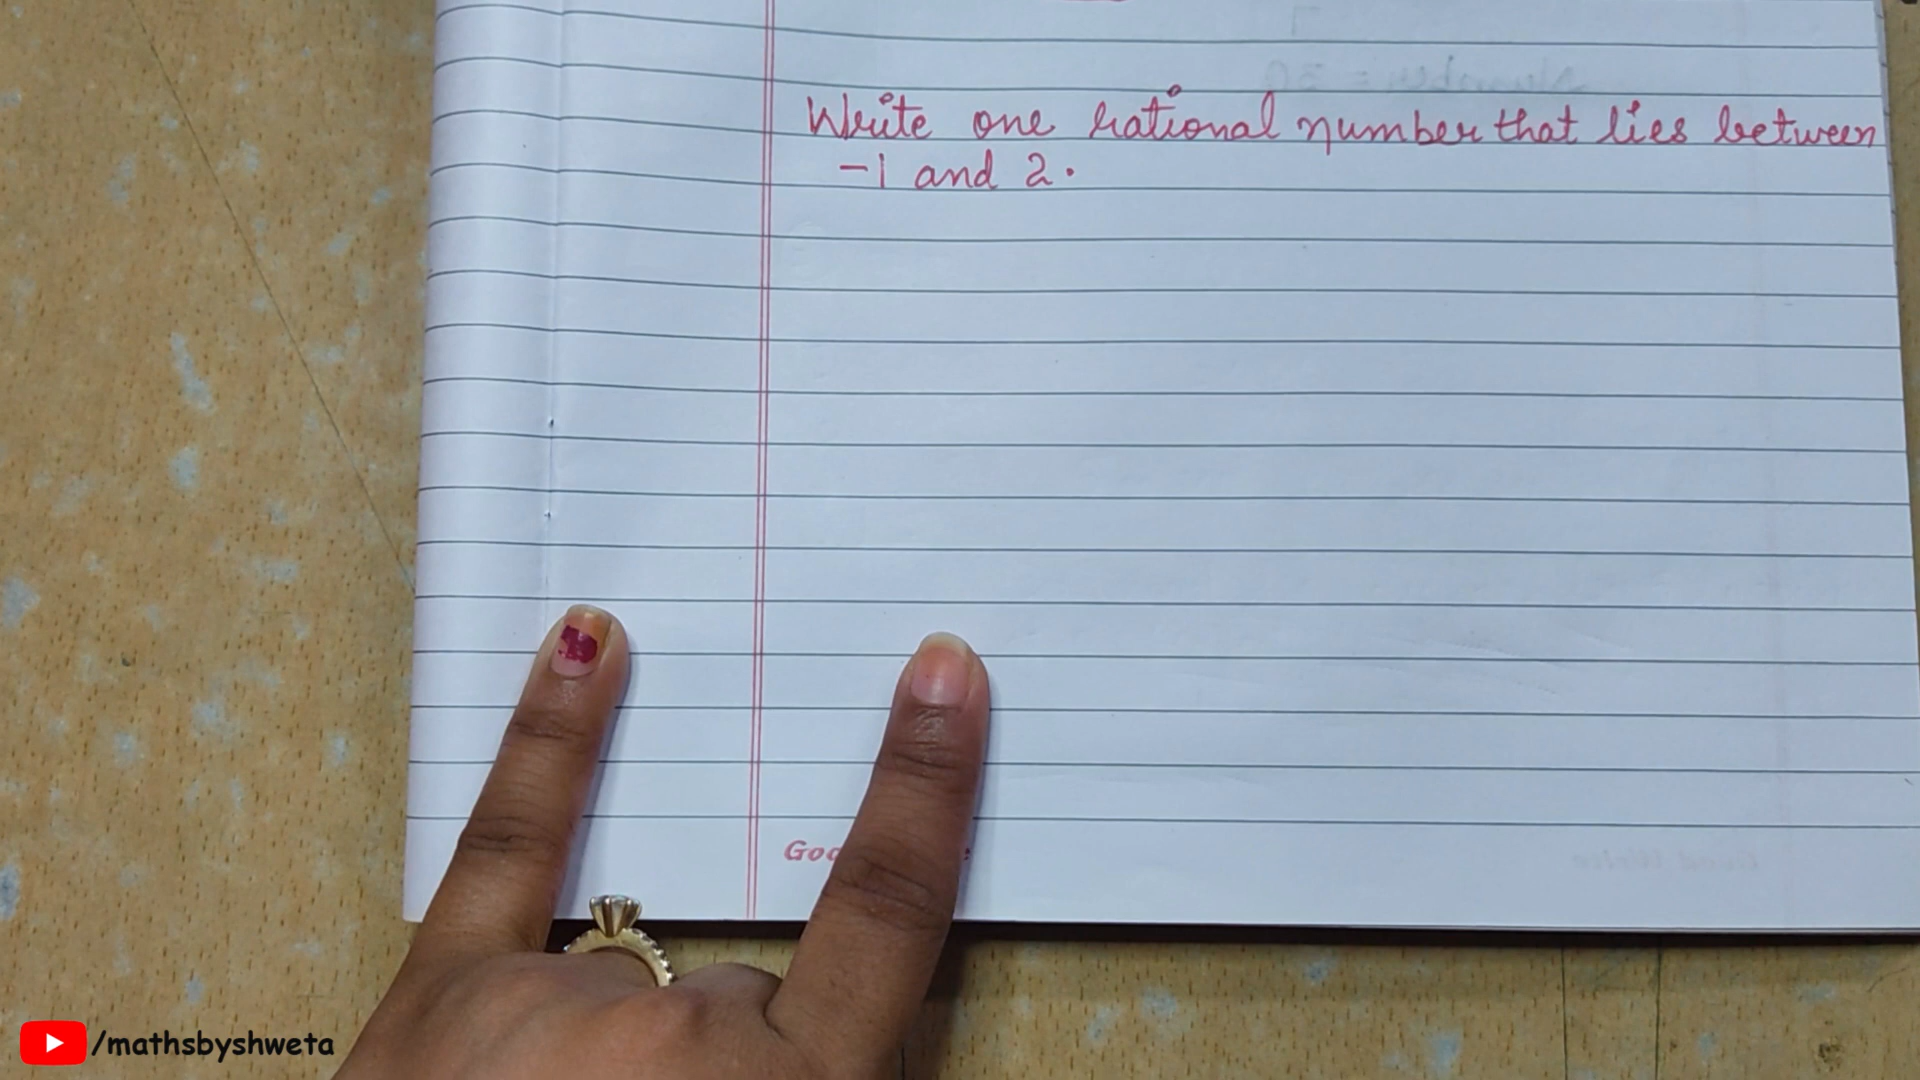 Write one rational number that lies between
-1 and 2.
/mathsbyshweta